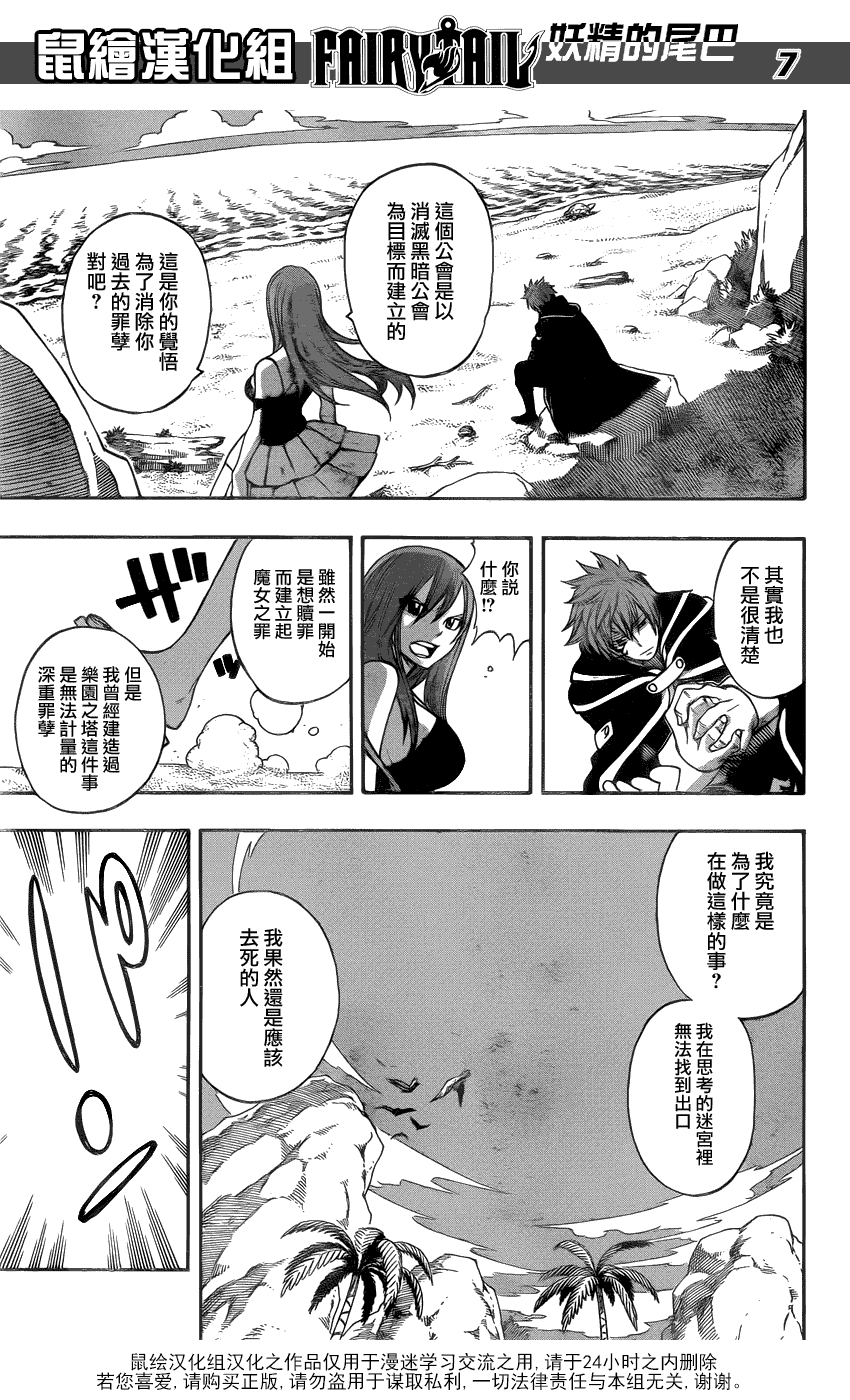 鼠繪漢化組
FAIRY TAIL
妖精的尾巴
7
這個公會是以
消滅黑暗公會
為目標而建立的
這是你的覺悟
為了消除你
過去的罪孽
對吧?
其實我也
不是很清楚
你說
什麼!?
雖然一開始
是想贖罪
而建立起
魔女之罪
但是
我曾經建造過
樂園之塔這件事
是無法計量的
深重罪孽
我究竟是
為了什麼
在做這樣的事?
我在思考的迷宮裡
無法找到出口
我果然還是應該
去死的人
鼠绘汉化组汉化之作品仅用于漫迷学习交流之用, 请于24小时之内删除
若您喜爱, 请购买正版, 请勿盗用于谋取私利, 一切法律责任与本组无关, 谢谢。